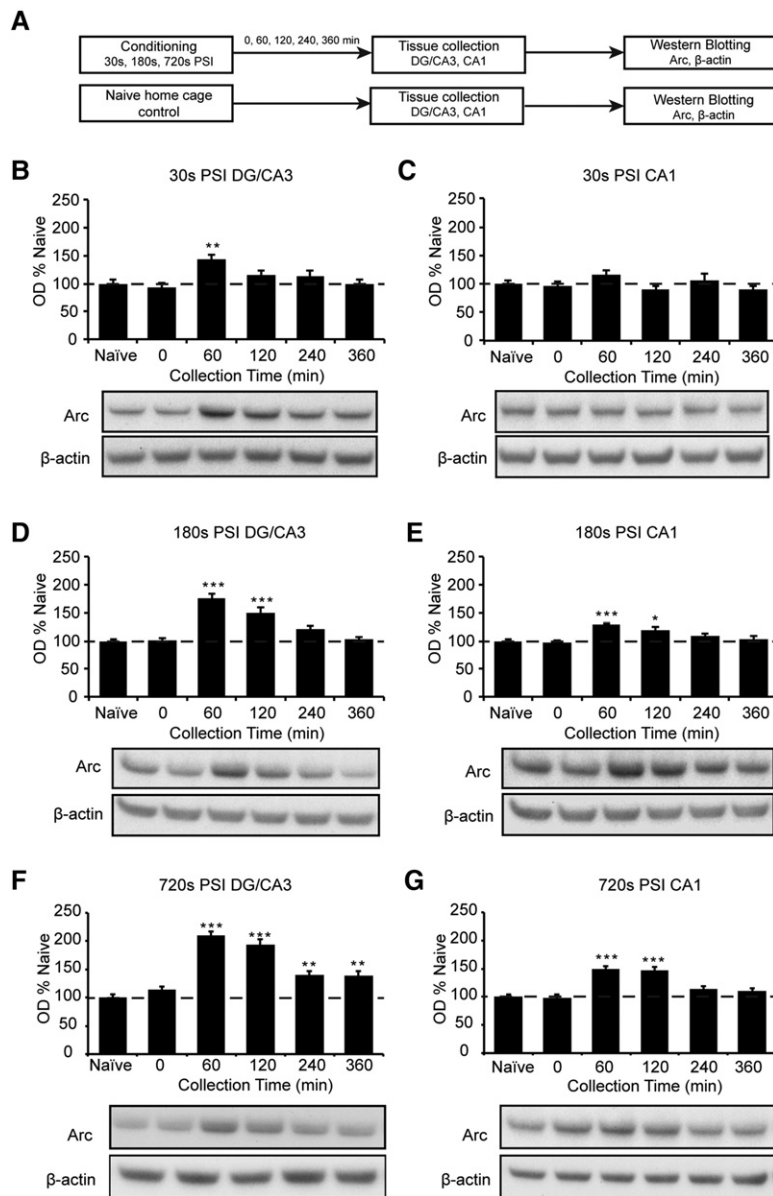 A
Conditioning
30s, 180s, 720s PSI
0, 60, 120, 240, 360 min
Tissue collection
DG/CA3, CA1
Western Blotting
Arc, β-actin
Naive home cage
control
Tissue collection
DG/CA3, CA1
Western Blotting
Arc, β-actin
B
30s PSI DG/CA3
OD % Naive
250
200
150
100
50
0
**
Naïve 0 60 120 240 360
Collection Time (min)
Arc
β-actin
C
30s PSI CA1
OD % Naive
250
200
150
100
50
0
Naïve 0 60 120 240 360
Collection Time (min)
Arc
β-actin
D
180s PSI DG/CA3
OD % Naive
250
200
150
100
50
0
*** ***
Naïve 0 60 120 240 360
Collection Time (min)
Arc
β-actin
E
180s PSI CA1
OD % Naive
250
200
150
100
50
0
*** *
Naïve 0 60 120 240 360
Collection Time (min)
Arc
β-actin
F
720s PSI DG/CA3
OD % Naive
250
200
150
100
50
0
*** *** ** **
Naïve 0 60 120 240 360
Collection Time (min)
Arc
β-actin
G
720s PSI CA1
OD % Naive
250
200
150
100
50
0
*** ***
Naïve 0 60 120 240 360
Collection Time (min)
Arc
β-actin